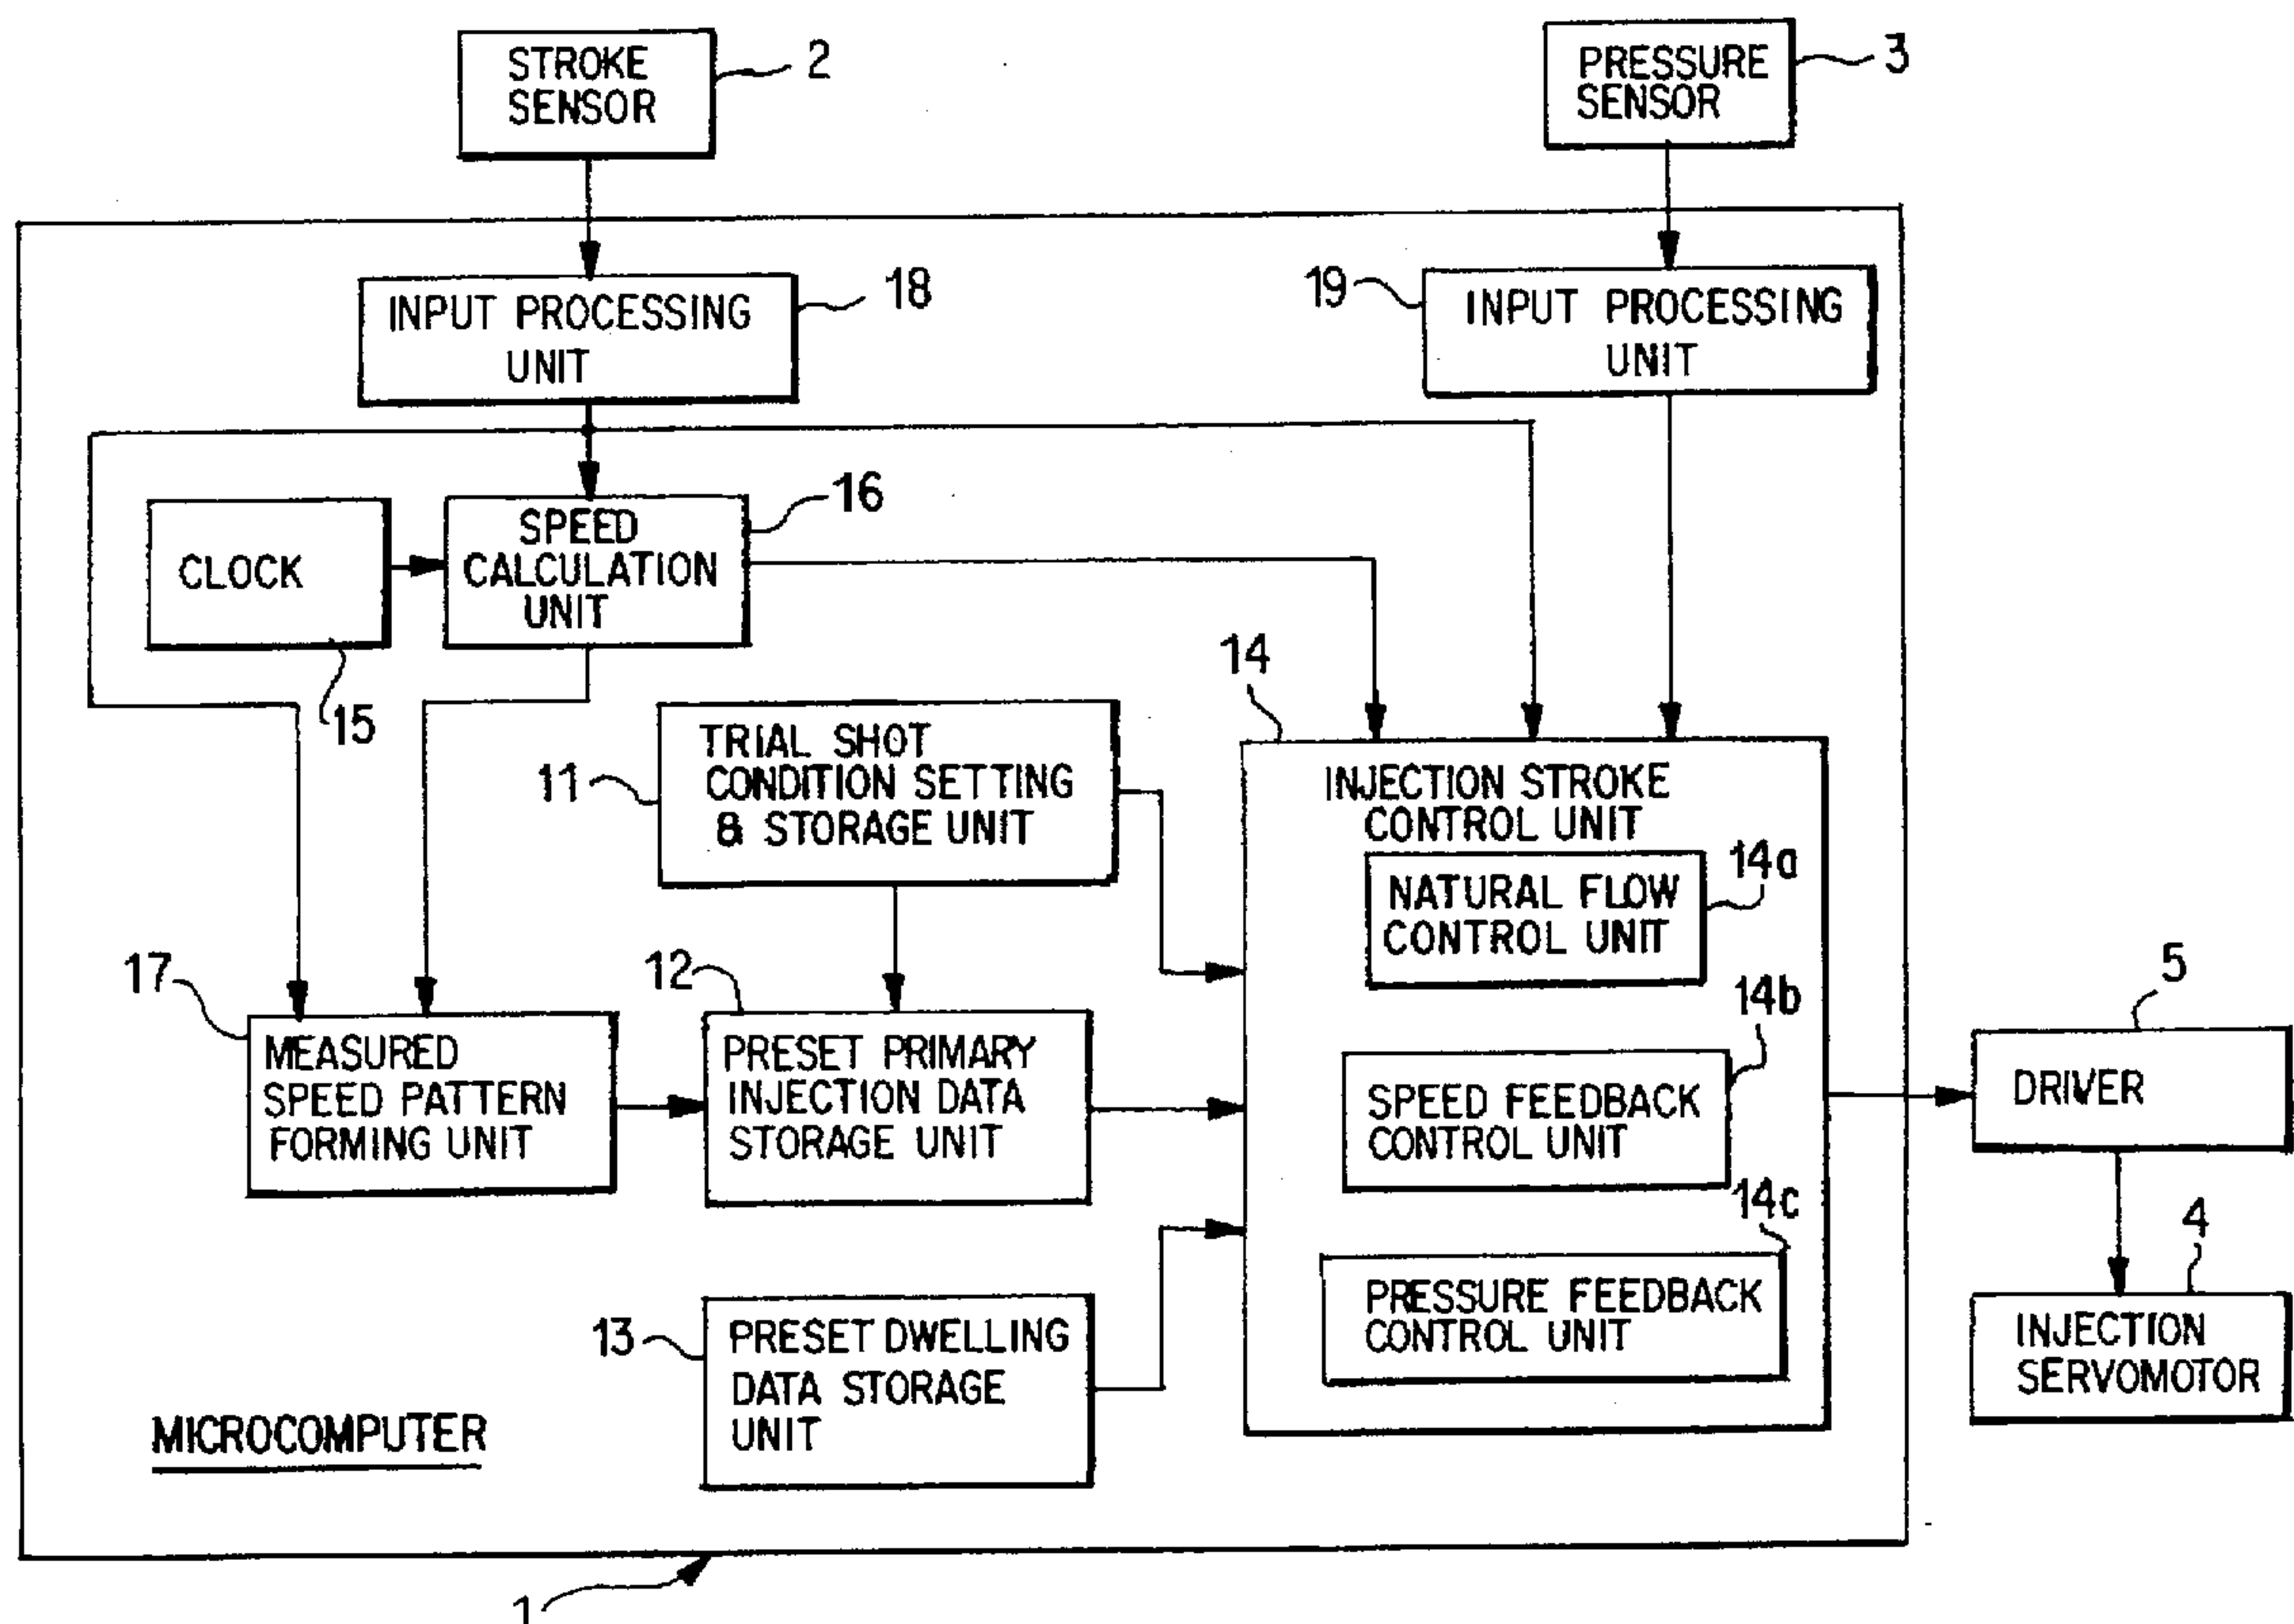 STROKE
SENSOR
2
PRESSURE
SENSOR
3
INPUT PROCESSING
UNIT
18
19
INPUT PROCESSING
UNIT
CLOCK
15
SPEED
CALCULATION
UNIT
16
14
11
TRIAL SHOT
CONDITION SETTING
& STORAGE UNIT
INJECTION STROKE
CONTROL UNIT
14a
NATURAL FLOW
CONTROL UNIT
17
MEASURED
SPEED PATTERN
FORMING UNIT
12
PRESET PRIMARY
INJECTION DATA
STORAGE UNIT
14b
SPEED FEEDBACK
CONTROL UNIT
5
DRIVER
13
PRESET DWELLING
DATA STORAGE
UNIT
14c
PRESSURE FEEDBACK
CONTROL UNIT
4
INJECTION
SERVOMOTOR
MICROCOMPUTER
1